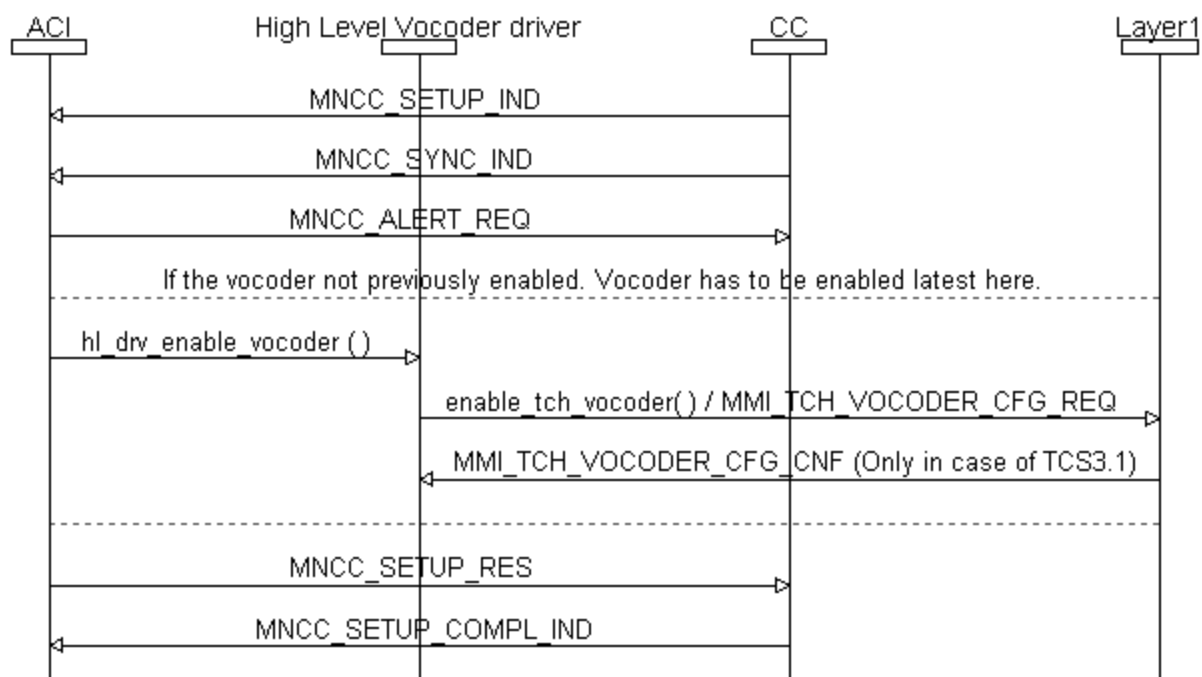 ACI High Level Vocoder driver CC Layer1
MNCC_SETUP_IND
MNCC_SYNC_IND
MNCC_ALERT_REQ
If the vocoder not previously enabled. Vocoder has to be enabled latest here.
hl_drv_enable_vocoder ()
enable_tch_vocoder() / MMI_TCH_VOCODER_CFG_REQ
MMI_TCH_VOCODER_CFG_CNF (Only in case of TCS3.1)
MNCC_SETUP_RES
MNCC_SETUP_COMPL_IND